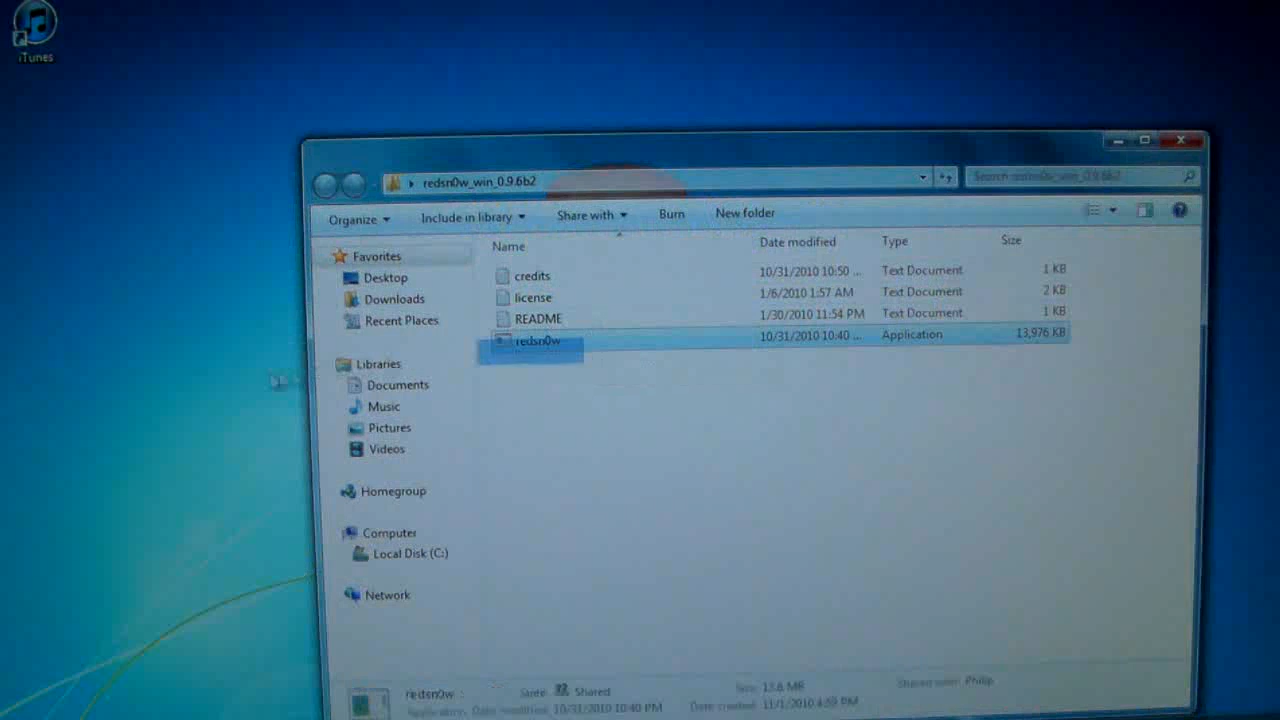 iTunes
redsn0w_win_0.9.6b2
Search redsn0w_win_0.9.6b2
Organize Include in library Share with Burn New folder
Name Date modified Type Size
Favorites
Desktop
Downloads
Recent Places
Libraries
Documents
Music
Pictures
Videos
Homegroup
Computer
Local Disk (C:)
Network
credits 10/31/2010 10:50 ... Text Document 1 KB
license 1/6/2010 1:57 AM Text Document 2 KB
README 1/30/2010 11:54 PM Text Document 1 KB
redsn0w 10/31/2010 10:40 ... Application 13,976 KB
redsn0w State: Shared Size: 13.6 MB Shared with: Philip
Application Date modified: 10/31/2010 10:40 PM Date created: 11/1/2010 4:59 PM